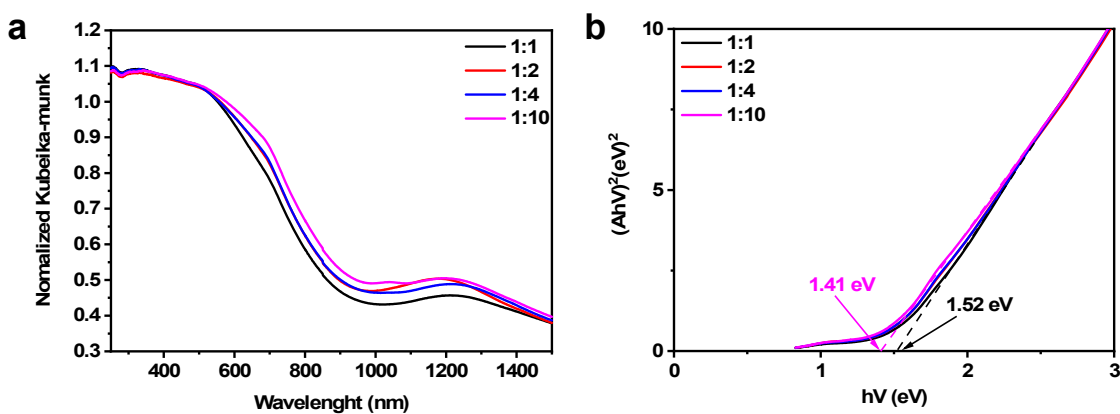 a
1.2
1.1
1.0
0.9
0.8
0.7
0.6
0.5
0.4
0.3
400 600 800 1000 1200 1400
Nomalized Kubeika-munk
Wavelenght (nm)
1:1
1:2
1:4
1:10
b
10
5
0
0 1 2 3
(AhV)²(eV)²
hV (eV)
1:1
1:2
1:4
1:10
1.41 eV
1.52 eV